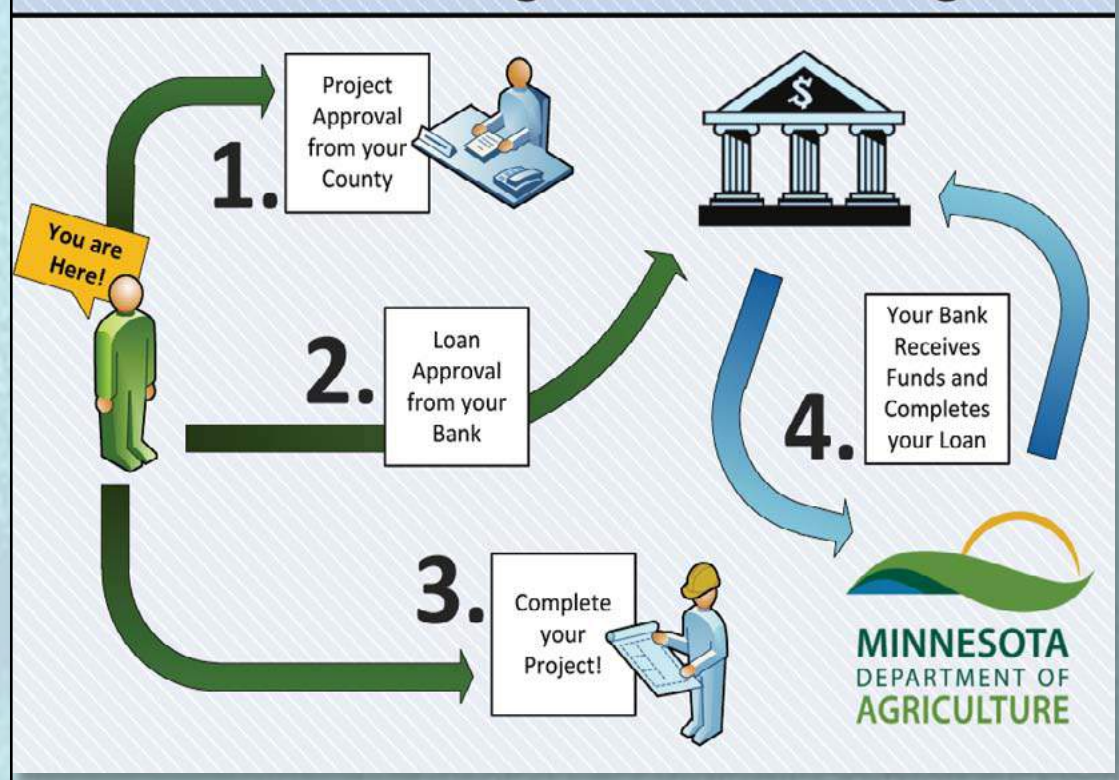 You are
Here!
1.
Project
Approval
from your
County
$
2.
Loan
Approval
from your
Bank
3.
Complete
your
Project!
4.
Your Bank
Receives
Funds and
Completes
your Loan
MINNESOTA
DEPARTMENT OF
AGRICULTURE